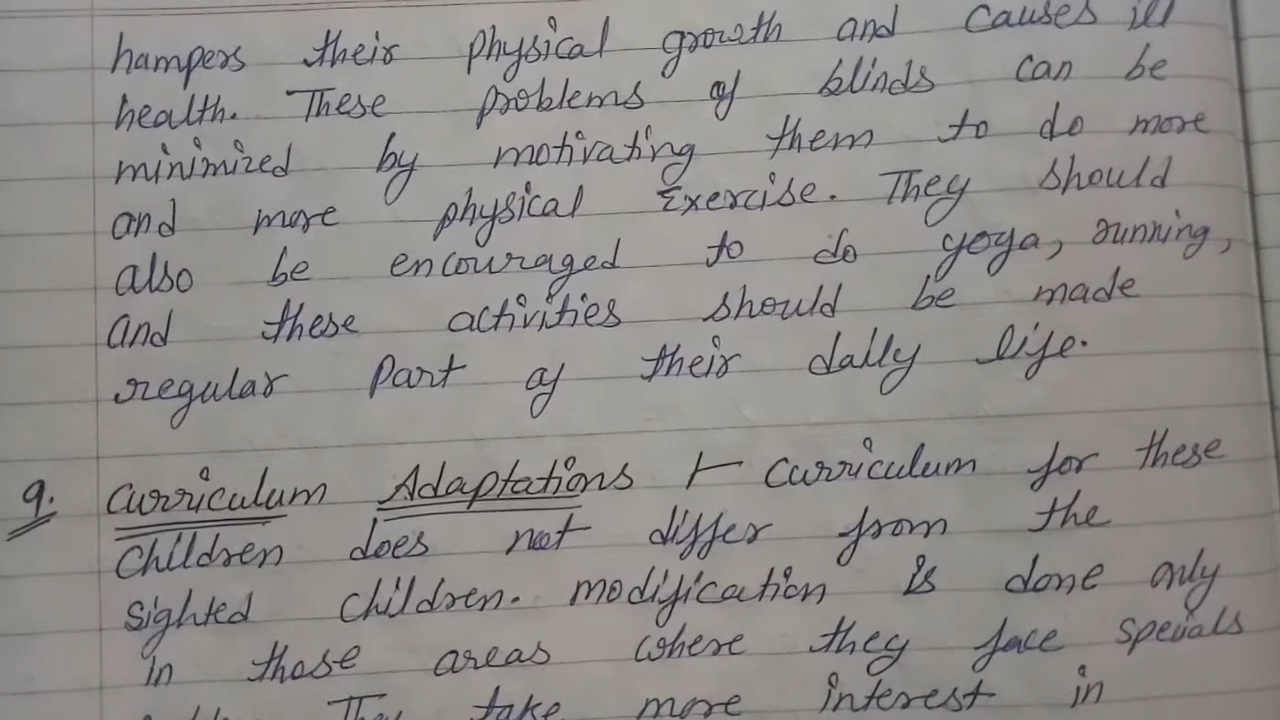 hampers their physical growth and causes ill
health. These problems of blinds can be
minimized by motivating them to do more
and more physical Exercise. They should
also be encouraged to do yoga, running,
and these activities should be made
regular Part of their dally life.
9. Curriculum Adaptations :- Curriculum for these
Children does not differ from the
sighted children. modification is done only
in those areas where they face specials
They take more interest in